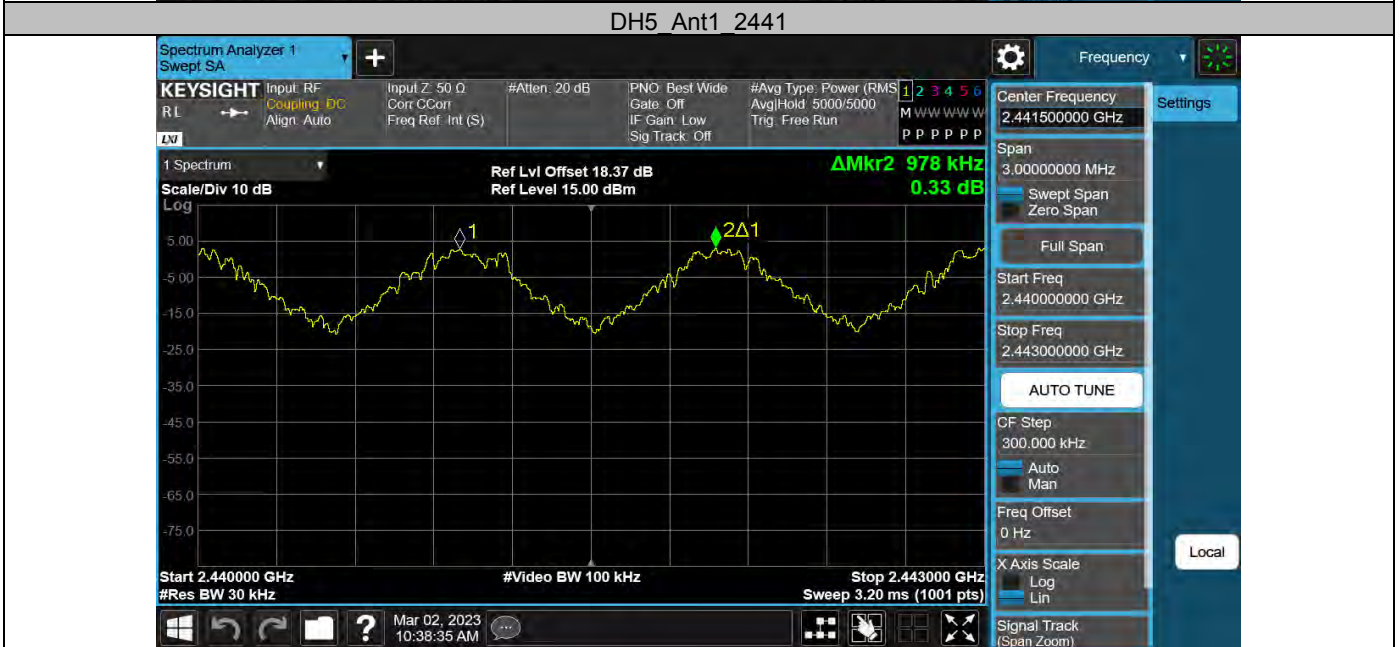 DH5_Ant1_2441
Spectrum Analyzer 1
Swept SA
+
Frequency
KEYSIGHT
RL
LXI
Input: RF
Coupling: DC
Align: Auto
Input Z: 50 Ω
Corr CCorr
Freq Ref: Int (S)
#Atten: 20 dB
PNO: Best Wide
Gate: Off
IF Gain: Low
Sig Track: Off
#Avg Type: Power (RMS
Avg|Hold: 5000/5000
Trig: Free Run
1 2 3 4 5 6
M W W W W W
P P P P P P
1 Spectrum
Scale/Div 10 dB
Log
Ref Lvl Offset 18.37 dB
Ref Level 15.00 dBm
ΔMkr2 978 kHz
0.33 dB
1
2Δ1
5.00
-5.00
-15.0
-25.0
-35.0
-45.0
-55.0
-65.0
-75.0
Start 2.440000 GHz
#Res BW 30 kHz
#Video BW 100 kHz
Stop 2.443000 GHz
Sweep 3.20 ms (1001 pts)
Center Frequency
2.441500000 GHz
Settings
Span
3.00000000 MHz
Swept Span
Zero Span
Full Span
Start Freq
2.440000000 GHz
Stop Freq
2.443000000 GHz
AUTO TUNE
CF Step
300.000 kHz
Auto
Man
Freq Offset
0 Hz
X Axis Scale
Log
Lin
Local
Signal Track
(Span Zoom)
?
Mar 02, 2023
10:38:35 AM